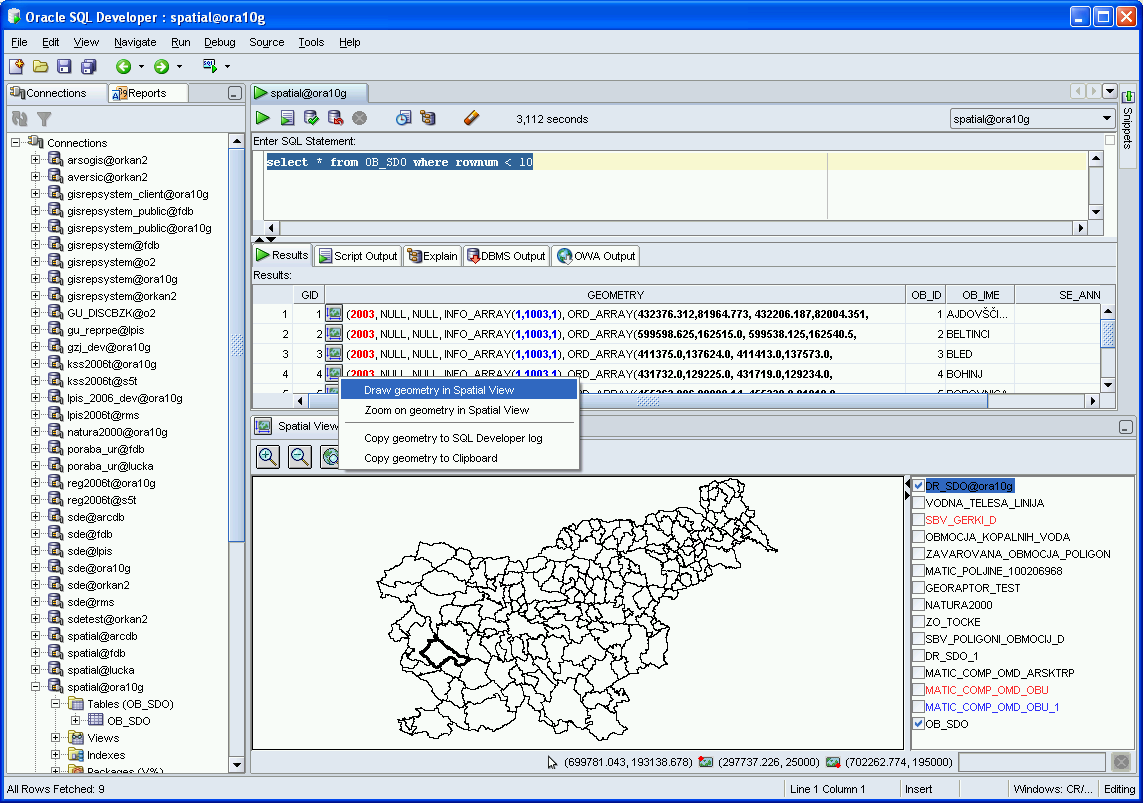 Oracle SQL Developer : spatial@ora10g
File Edit View Navigate Run Debug Source Tools Help
Connections
Reports
Connections
arsogis@orkan2
aversic@orkan2
gisrepsystem_client@ora10g
gisrepsystem_public@fdb
gisrepsystem_public@ora10g
gisrepsystem@fdb
gisrepsystem@o2
gisrepsystem@ora10g
gisrepsystem@orkan2
GU_DISCBZK@o2
gu_reprpe@lpis
gzj_dev@ora10g
kss2006t@ora10g
kss2006t@s5t
lpis_2006_dev@ora10g
lpis2006t@rms
natura2000@ora10g
poraba_ur@fdb
poraba_ur@lucka
reg2006t@ora10g
reg2006t@s5t
sde@arcdb
sde@fdb
sde@lpis
sde@ora10g
sde@orkan2
sde@rms
sdetest@orkan2
spatial@arcdb
spatial@fdb
spatial@lucka
spatial@ora10g
Tables (OB_SDO)
OB_SDO
Views
Indexes
Packages (V%)
spatial@ora10g
3,112 seconds
spatial@ora10g
Snippets
Enter SQL Statement:
select * from OB_SDO where rownum < 10
Results
Script Output
Explain
DBMS Output
OWA Output
Results:
GID GEOMETRY OB_ID OB_IME SE_ANN
1 1 (2003, NULL, NULL, INFO_ARRAY(1,1003,1), ORD_ARRAY(432376.312,81964.773, 432206.187,82004.351, 1 AJDOVŠČI...
2 2 (2003, NULL, NULL, INFO_ARRAY(1,1003,1), ORD_ARRAY(599598.625,162515.0, 599538.125,162540.5, 2 BELTINCI
3 3 (2003, NULL, NULL, INFO_ARRAY(1,1003,1), ORD_ARRAY(411375.0,137624.0, 411413.0,137573.0, 3 BLED
4 4 (2003, NULL, NULL, INFO_ARRAY(1,1003,1), ORD_ARRAY(431732.0,129225.0, 431719.0,129234.0, 4 BOHINJ
Draw geometry in Spatial View
Zoom on geometry in Spatial View
Copy geometry to SQL Developer log
Copy geometry to Clipboard
Spatial View
DR_SDO@ora10g
VODNA_TELESA_LINIJA
SBV_GERKI_D
OBMOCJA_KOPALNIH_VODA
ZAVAROVANA_OBMOCJA_POLIGON
MATIC_POLJINE_100206968
GEORAPTOR_TEST
NATURA2000
ZO_TOCKE
SBV_POLIGONI_OBMOCIJ_D
DR_SDO_1
MATIC_COMP_OMD_ARSKTRP
MATIC_COMP_OMD_OBU
MATIC_COMP_OMD_OBU_1
OB_SDO
(699781.043, 193138.678) (297737.226, 25000) (702262.774, 195000)
All Rows Fetched: 9
Line 1 Column 1
Insert
Windows: CR/...
Editing